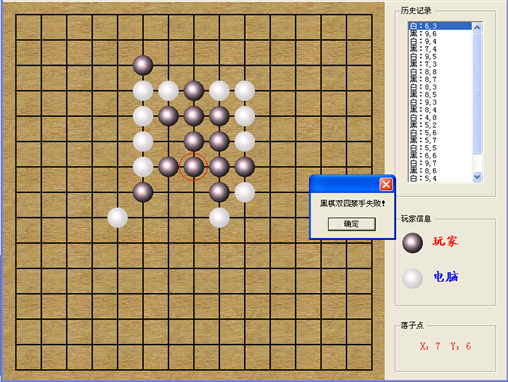 历史记录
白：6,3
黑：9,6
白：9,4
黑：7,4
白：9,5
黑：7,3
白：8,8
黑：8,7
白：8,3
黑：8,5
白：9,3
黑：8,4
白：4,8
黑：5,2
白：5,6
黑：5,7
白：5,5
黑：6,6
白：9,7
黑：8,6
白：5,4
黑棋双四禁手失败!
确定
玩家信息
玩家
电脑
落子点
X: 7 Y: 6